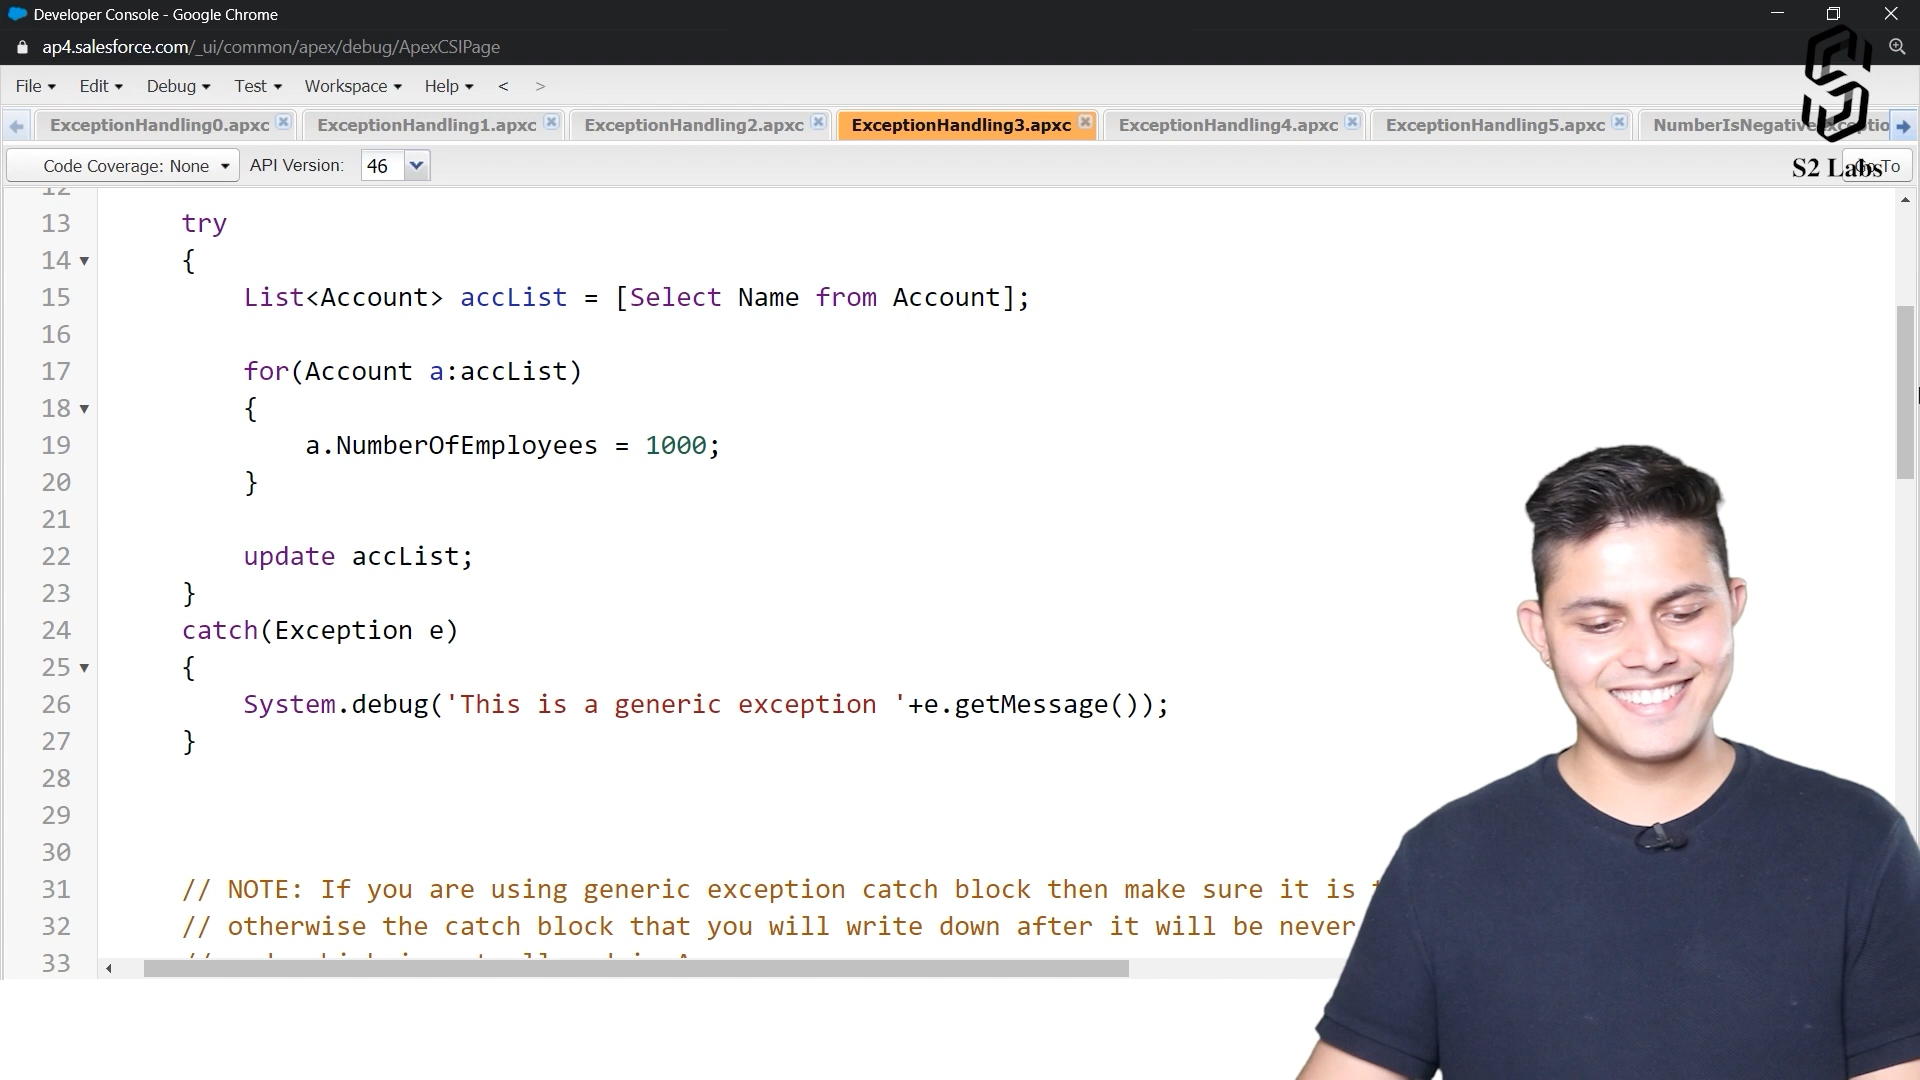 Developer Console - Google Chrome
ap4.salesforce.com/_ui/common/apex/debug/ApexCSIPage
File Edit Debug Test Workspace Help < >
ExceptionHandling0.apxc ExceptionHandling1.apxc ExceptionHandling2.apxc ExceptionHandling3.apxc ExceptionHandling4.apxc ExceptionHandling5.apxc
Code Coverage: None API Version: 46 To
S2 Labs
12
13 try
14 {
15 List<Account> accList = [Select Name from Account];
16
17 for(Account a:accList)
18 {
19 a.NumberOfEmployees = 1000;
20 }
21
22 update accList;
23 }
24 catch(Exception e)
25 {
26 System.debug('This is a generic exception '+e.getMessage());
27 }
28
29
30
31 // NOTE: If you are using generic exception catch block then make sure it is
32 // otherwise the catch block that you will write down after it will be never
33